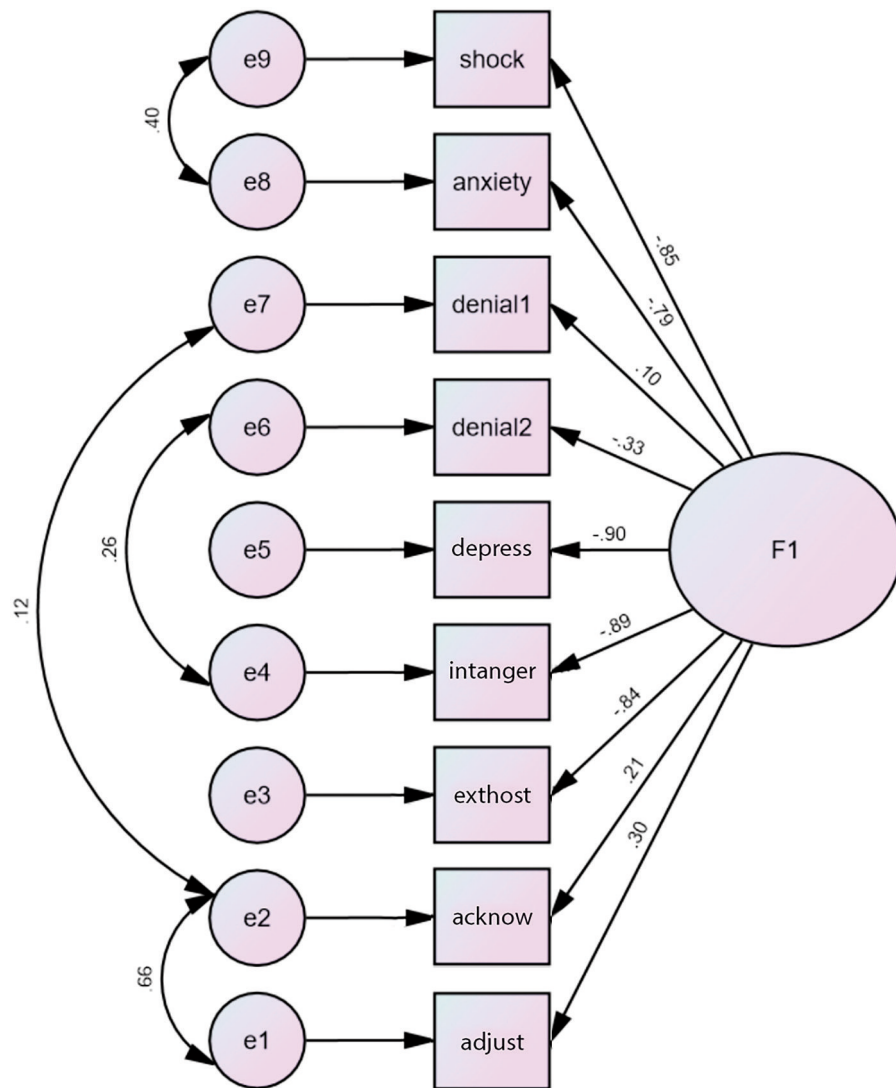 e9
shock
.40
-.85
e8
anxiety
-.79
e7
denial1
.10
e6
denial2
-.33
.26
e5
depress
-.90
F1
.12
e4
intanger
-.89
-.84
e3
exthost
.21
.30
e2
acknow
.66
e1
adjust